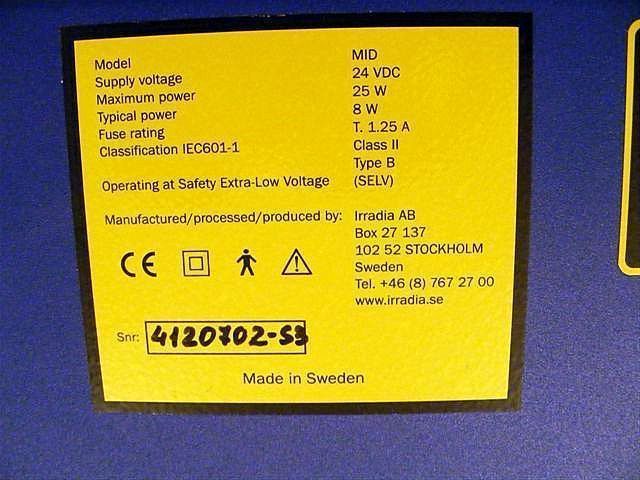 Model MID
Supply voltage 24 VDC
Maximum power 25 W
Typical power 8 W
Fuse rating T. 1.25 A
Classification IEC601-1 Class II
Type B
Operating at Safety Extra-Low Voltage (SELV)
Manufactured/processed/produced by: Irradia AB
Box 27 137
102 52 STOCKHOLM
Sweden
Tel. +46 (8) 767 27 00
www.irradia.se
CE
Snr: 4120702-S3
Made in Sweden